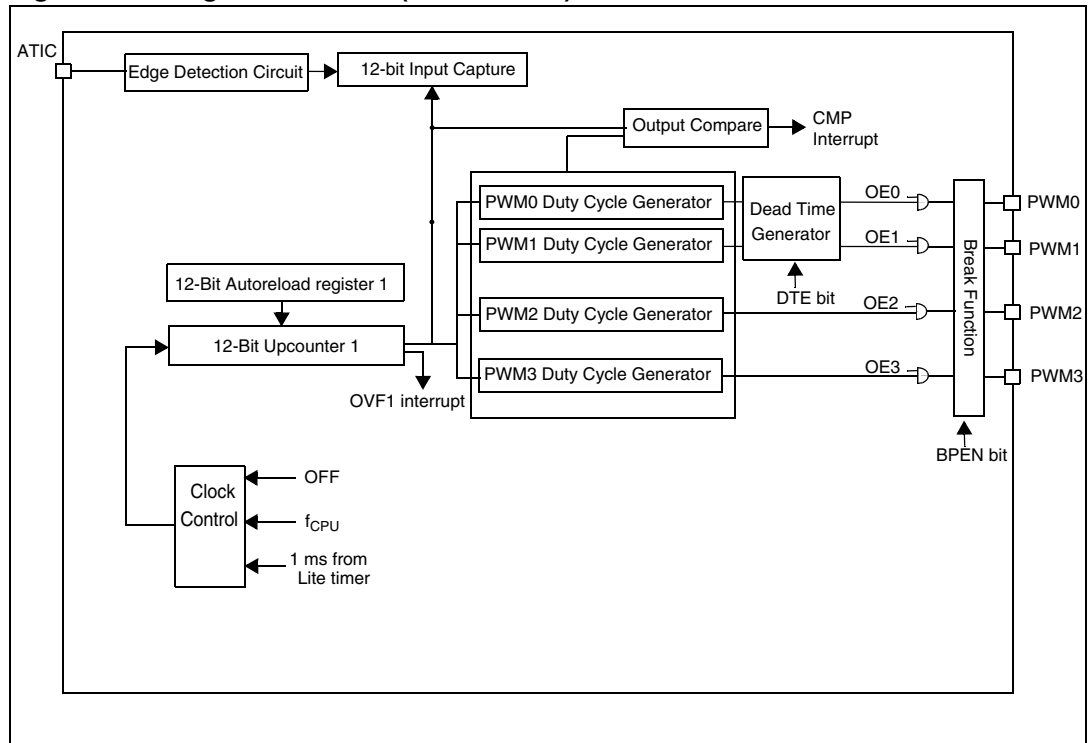 ATIC
Edge Detection Circuit
12-bit Input Capture
Output Compare
CMP
Interrupt
PWM0 Duty Cycle Generator
PWM1 Duty Cycle Generator
PWM2 Duty Cycle Generator
PWM3 Duty Cycle Generator
Dead Time
Generator
DTE bit
OE0
OE1
OE2
OE3
Break Function
BPEN bit
PWM0
PWM1
PWM2
PWM3
12-Bit Autoreload register 1
12-Bit Upcounter 1
OVF1 interrupt
Clock
Control
OFF
fCPU
1 ms from
Lite timer